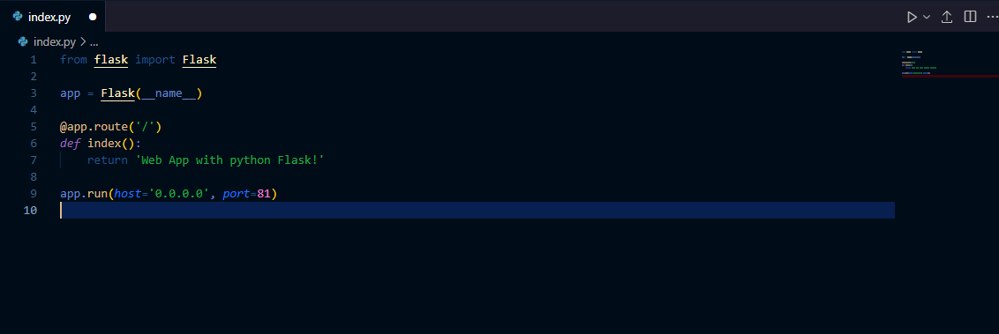 index.py
index.py > ...
1 from flask import Flask
2
3 app = Flask(__name__)
4
5 @app.route('/')
6 def index():
7     return 'Web App with python Flask!'
8
9 app.run(host='0.0.0.0', port=81)
10